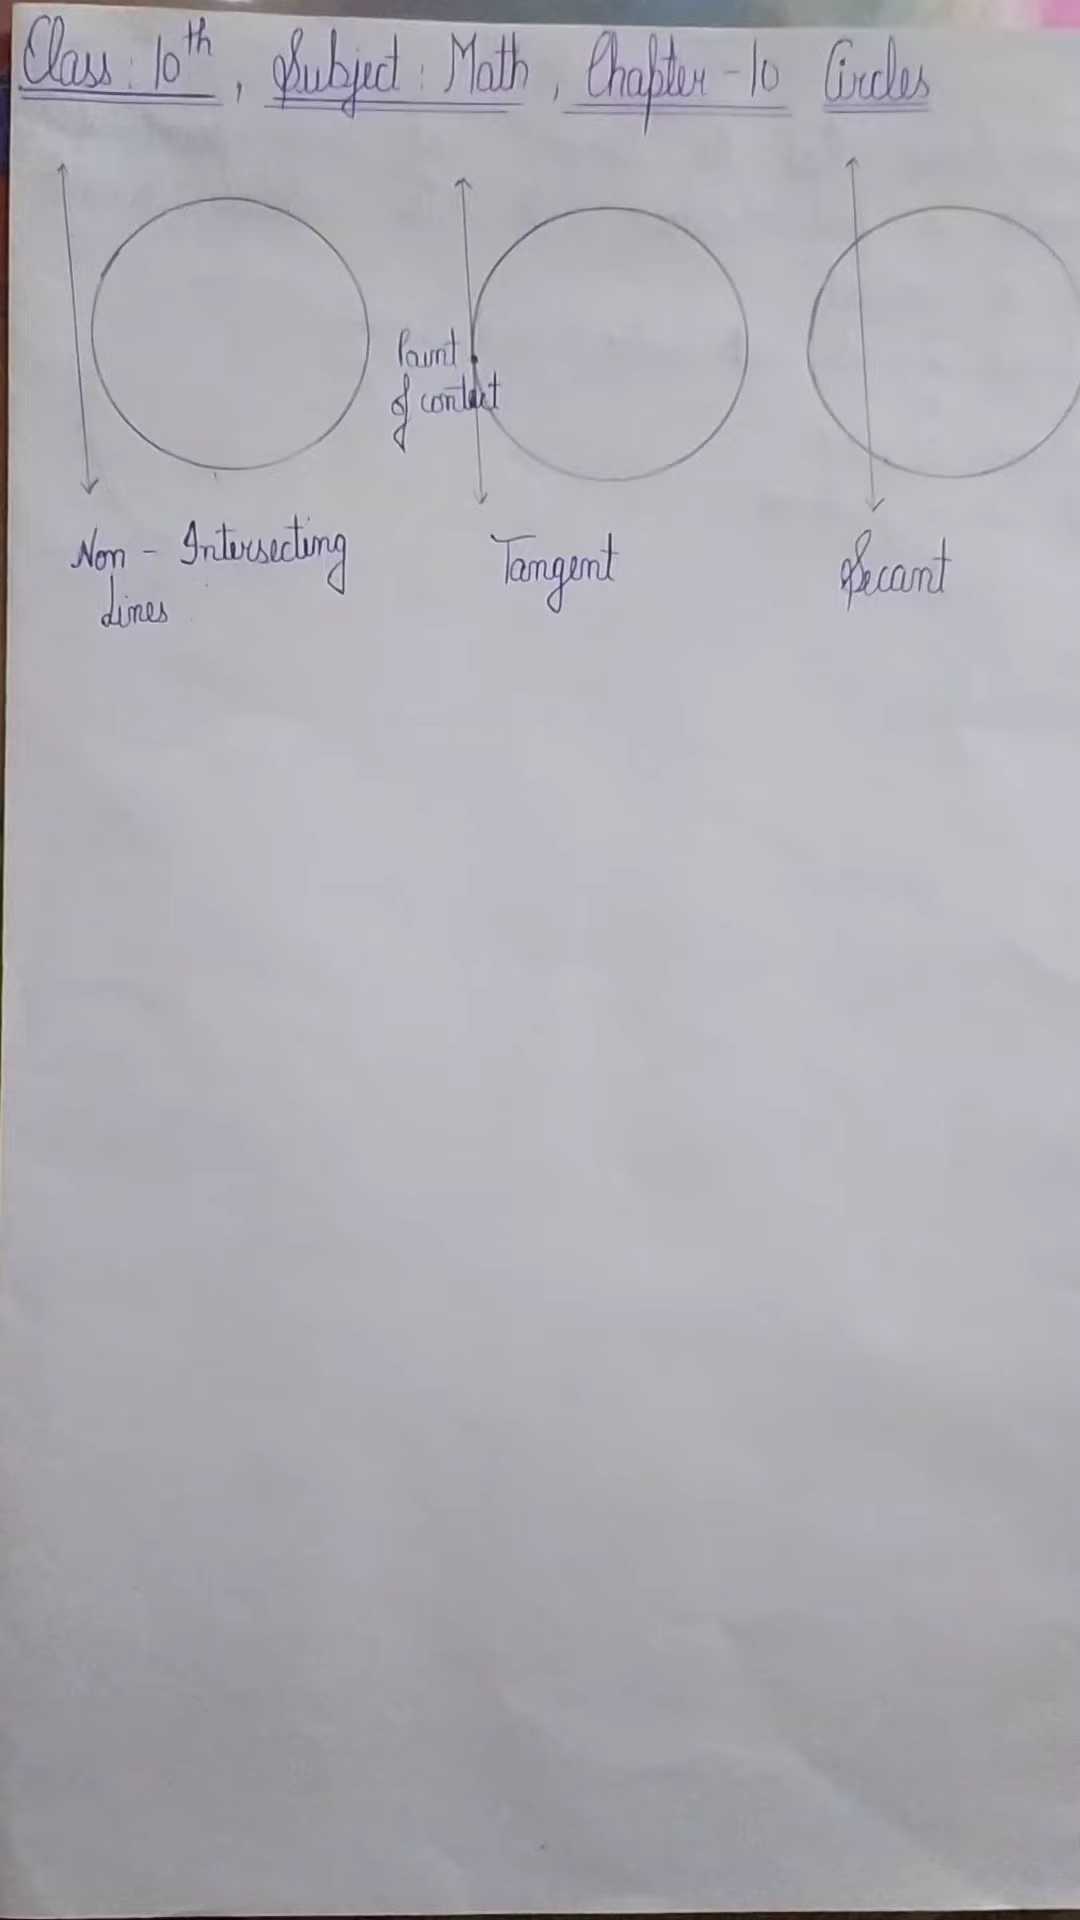 Class : 10th, Subject : Math, Chapter - 10 Circles
Point
of contact
Non - Intersecting
Lines
Tangent
Secant